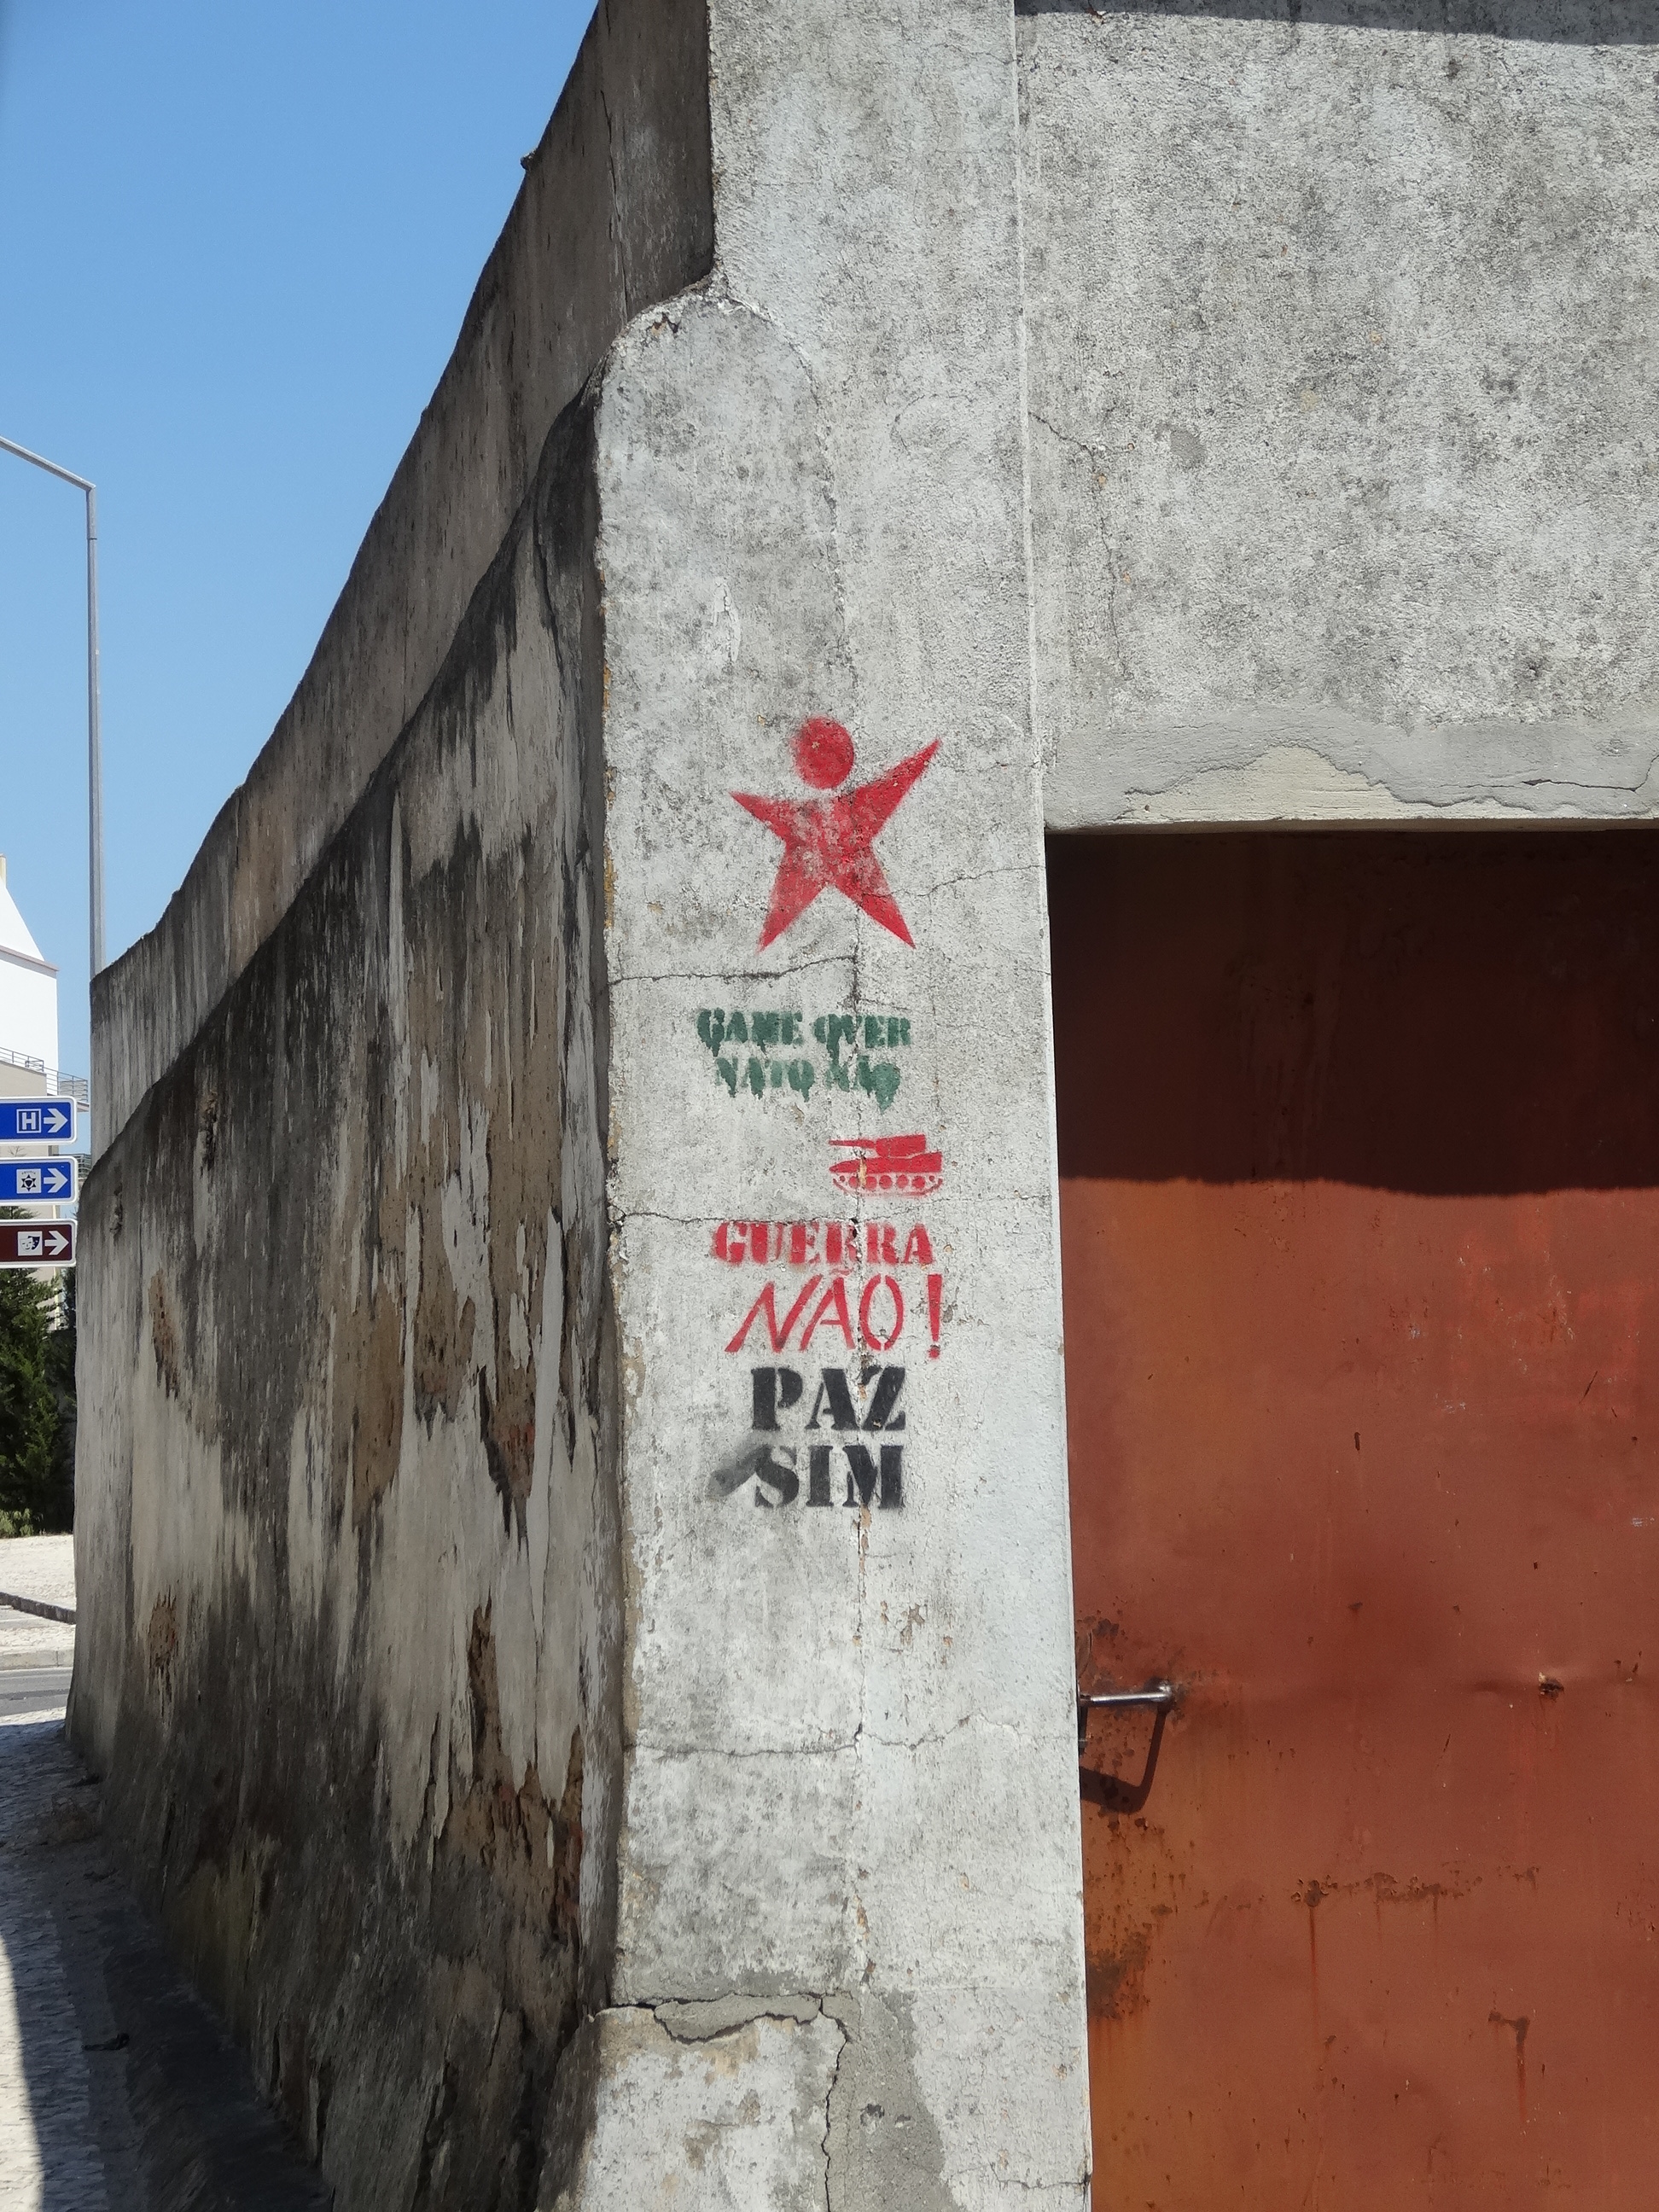 GAME OVER
NATO NÃO
GUERRA
NÃO!
PAZ
SIM
H